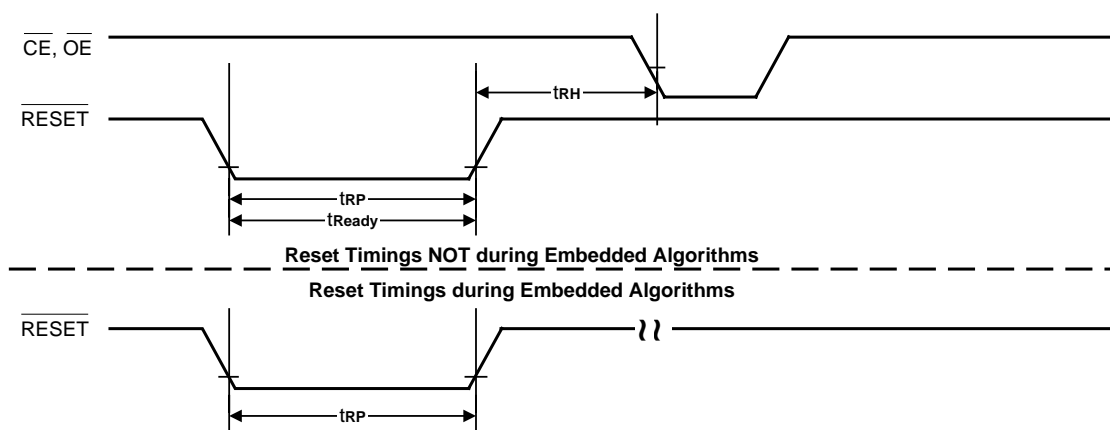 CE, OE
tRH
RESET
tRP
tReady
Reset Timings NOT during Embedded Algorithms
Reset Timings during Embedded Algorithms
RESET
tRP